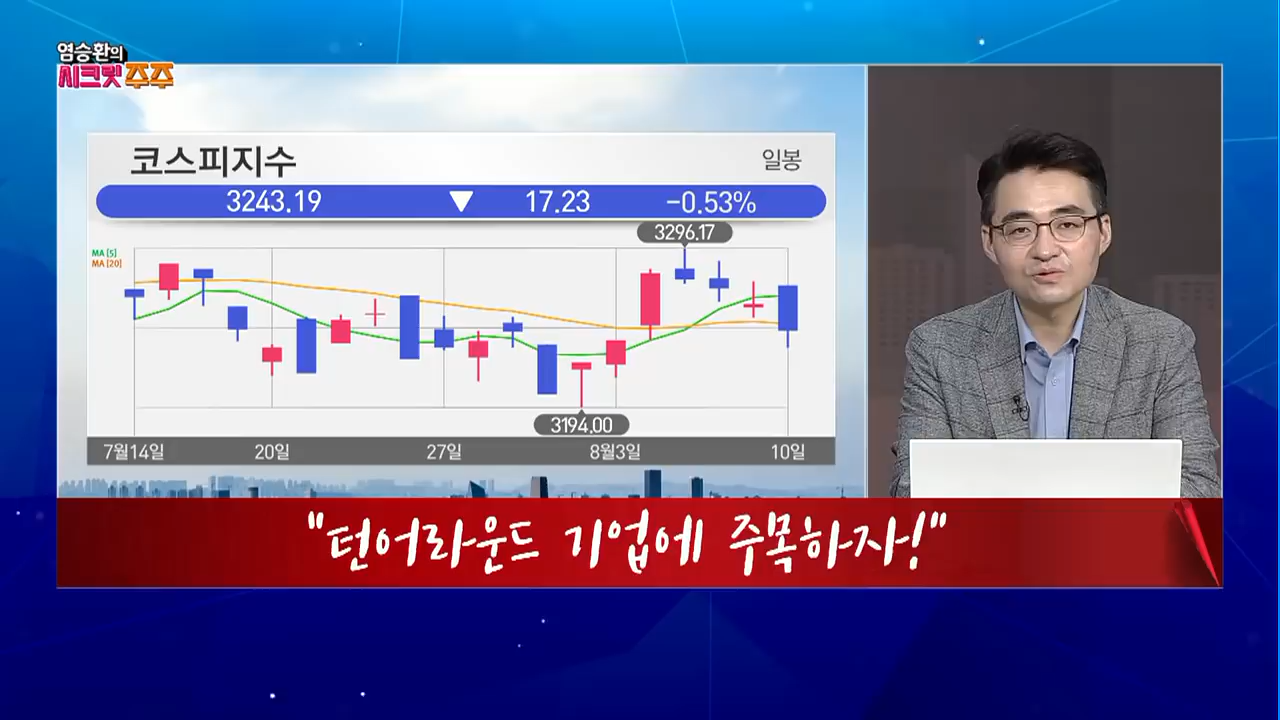 염승환의
시크릿 주주
코스피지수
일봉
3243.19 ▼ 17.23 -0.53%
3296.17
MA [5]
MA [20]
3194.00
7월14일 20일 27일 8월3일 10일
"턴어라운드 기업에 주목하자!"